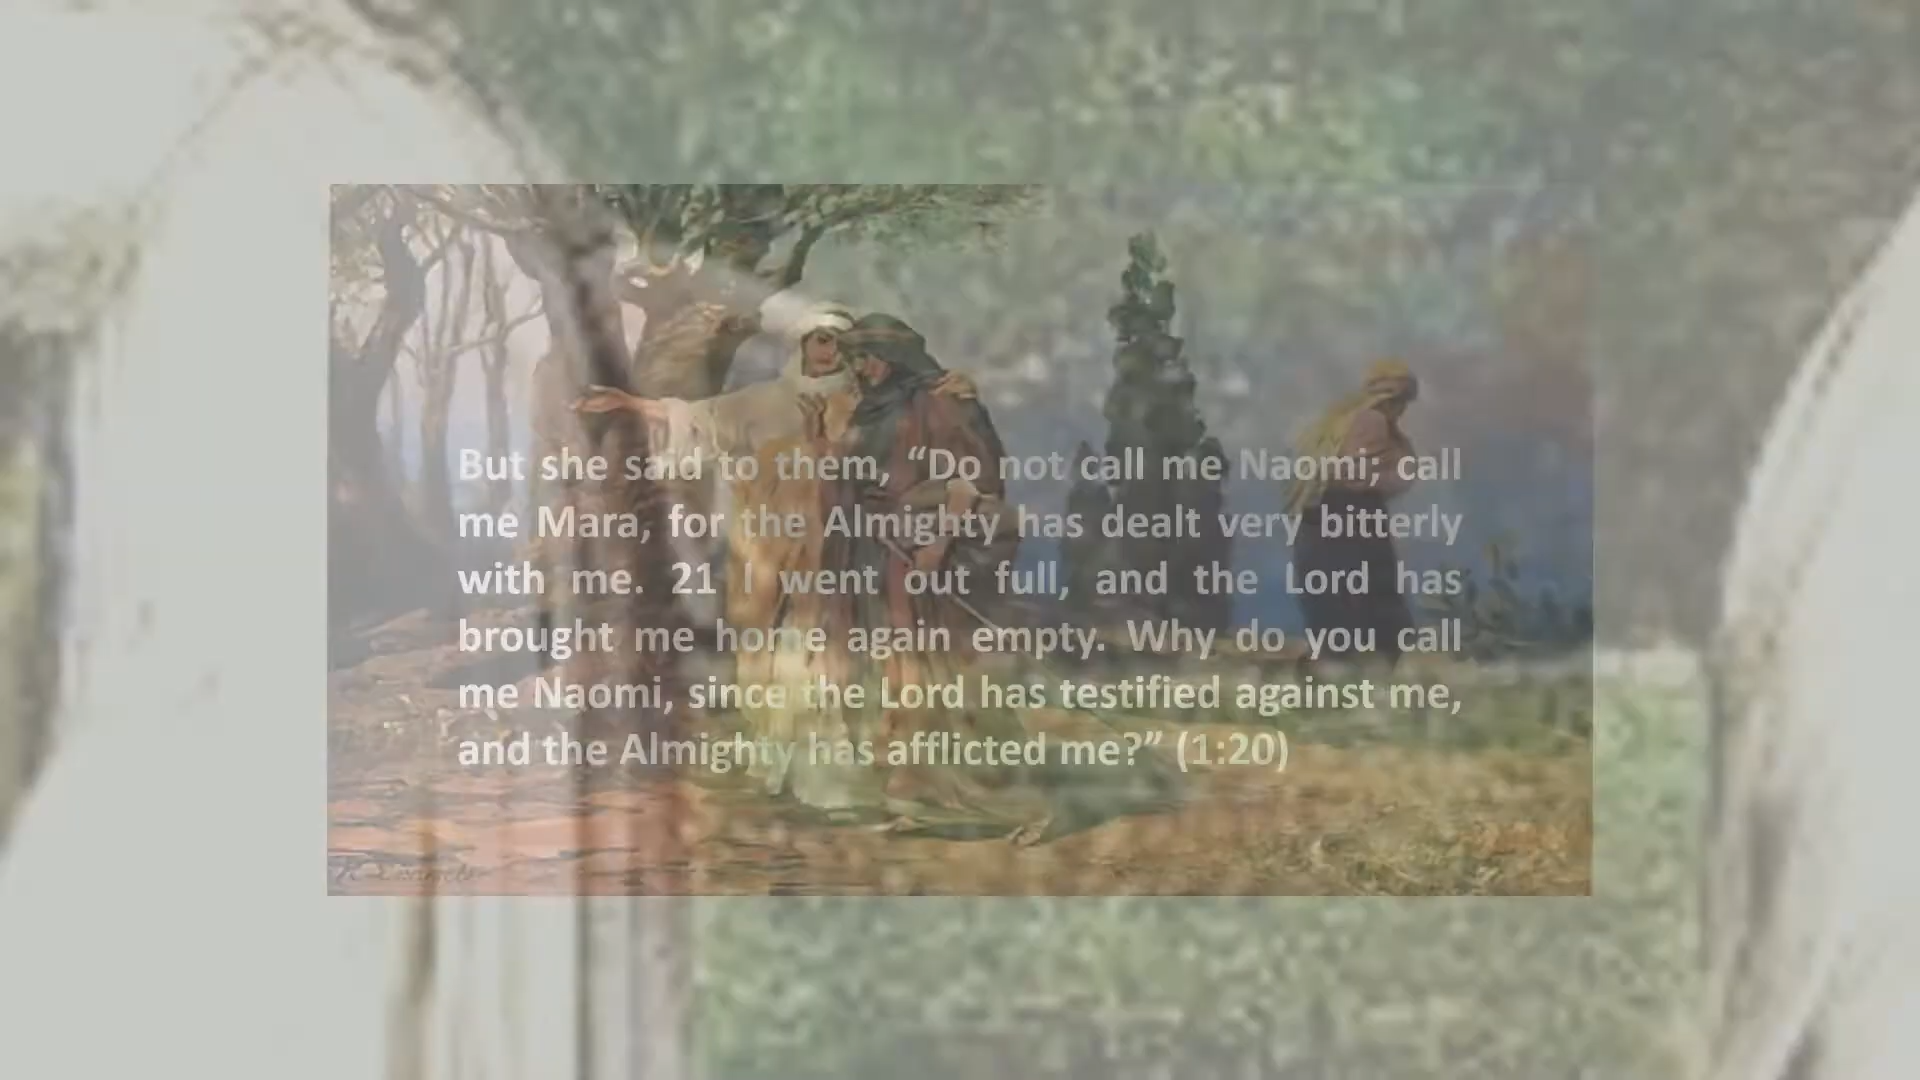 But she said to them, “Do not call me Naomi; call
me Mara, for the Almighty has dealt very bitterly
with me. 21 I went out full, and the Lord has
brought me home again empty. Why do you call
me Naomi, since the Lord has testified against me,
and the Almighty has afflicted me?” (1:20)